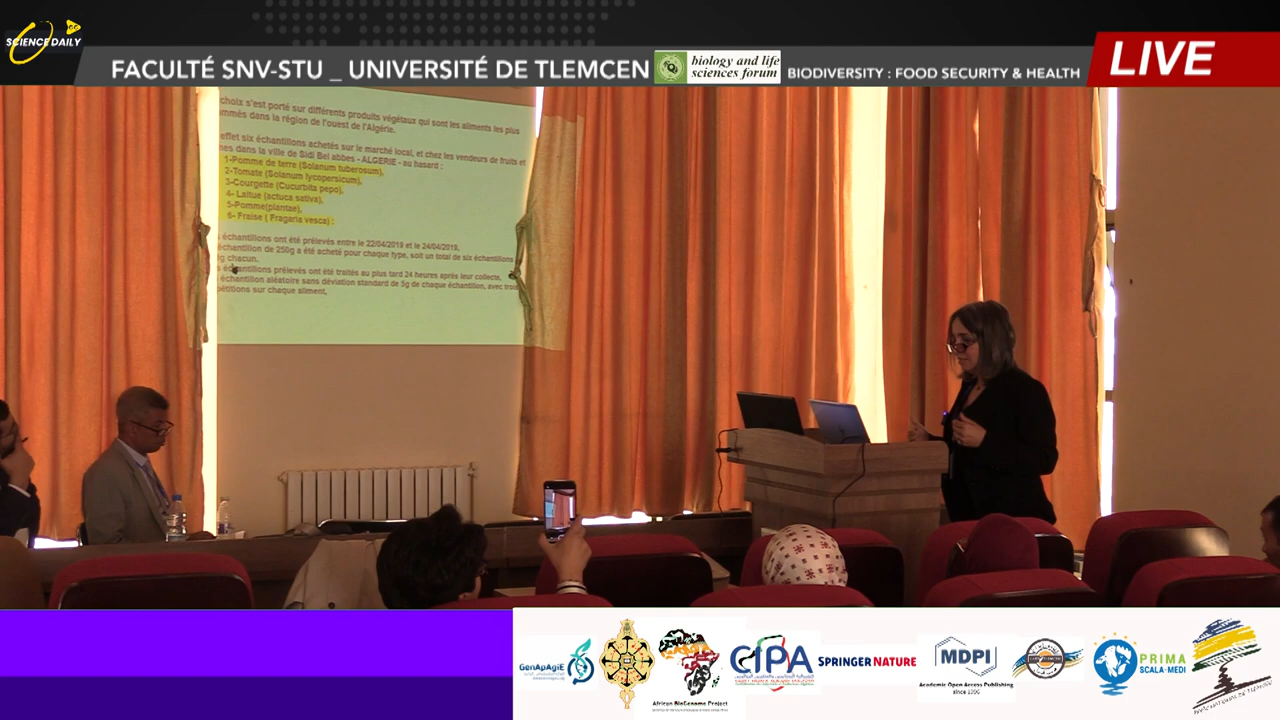 SCIENCE DAILY
FACULTÉ SNV-STU _ UNIVERSITÉ DE TLEMCEN
biology and life
sciences forum
BIODIVERSITY : FOOD SECURITY & HEALTH
LIVE
choix s'est porté sur différents produits végétaux qui sont les aliments les plus
mmés dans la région de l'ouest de l'Algérie.
effet six échantillons achetés sur le marché local, et chez les vendeurs de fruits et
es dans la ville de Sidi Bel abbes - ALGERIE - au hasard :
1-Pomme de terre (Solanum tuberosum),
2-Tomate (Solanum lycopersicum),
3-Courgette (Cucurbita pepo),
4- Laitue (actuca sativa),
5-Pomme(plantae),
6- Fraise ( Fragaria vesca) :
échantillons ont été prélevés entre le 22/04/2019 et le 24/04/2019,
échantillon de 250g a été acheté pour chaque type, soit un total de six échantillons
g chacun.
échantillons prélevés ont été traités au plus tard 24 heures après leur collecte,
échantillon aléatoire sans déviation standard de 5g de chaque échantillon, avec trois
pétitions sur chaque aliment,
GenApAgiE
African BioGenome Project
CIPA
SPRINGER NATURE
MDPI
Academic Open Access Publishing
since 1996
PRIMA
SCALA-MEDI